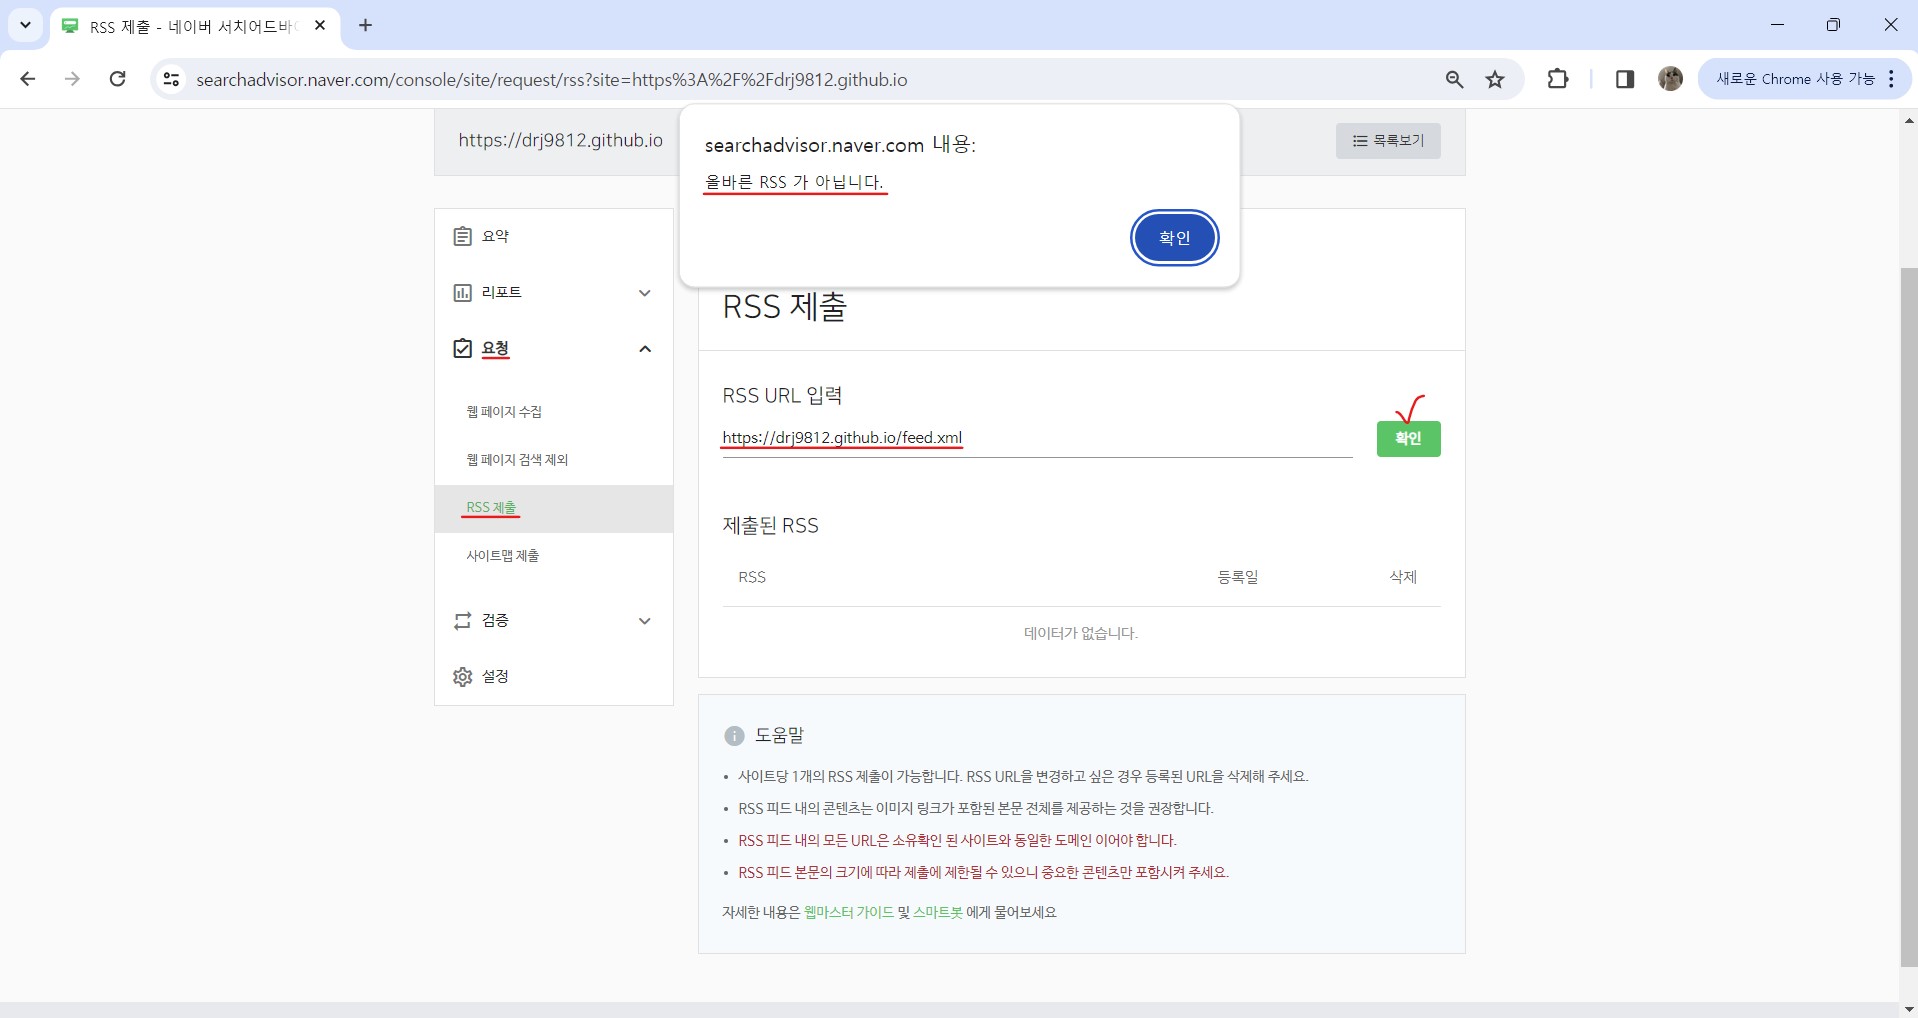 RSS 제출 - 네이버 서치어드바
searchadvisor.naver.com/console/site/request/rss?site=https%3A%2F%2Fdrj9812.github.io
새로운 Chrome 사용 가능
https://drj9812.github.io
목록보기
searchadvisor.naver.com 내용:
올바른 RSS 가 아닙니다.
확인
요약
리포트
요청
웹 페이지 수집
웹 페이지 검색 제외
RSS 제출
사이트맵 제출
검증
설정
RSS 제출
RSS URL 입력
https://drj9812.github.io/feed.xml
확인
제출된 RSS
RSS 등록일 삭제
데이터가 없습니다.
도움말
• 사이트당 1개의 RSS 제출이 가능합니다. RSS URL을 변경하고 싶은 경우 등록된 URL을 삭제해 주세요.
• RSS 피드 내의 콘텐츠는 이미지 링크가 포함된 본문 전체를 제공하는 것을 권장합니다.
• RSS 피드 내의 모든 URL은 소유확인 된 사이트와 동일한 도메인 이어야 합니다.
• RSS 피드 본문의 크기에 따라 제출에 제한될 수 있으니 중요한 콘텐츠만 포함시켜 주세요.
자세한 내용은 웹마스터 가이드 및 스마트봇 에게 물어보세요